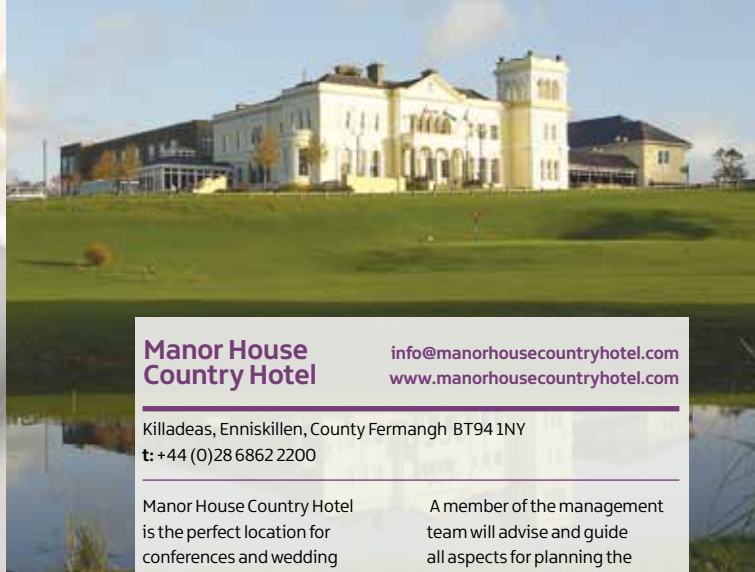 Manor House
Country Hotel
info@manorhousecountryhotel.com
www.manorhousecountryhotel.com
Killadeas, Enniskillen, County Fermangh BT94 1NY
t: +44 (0)28 6862 2200
Manor House Country Hotel
is the perfect location for
conferences and wedding
A member of the management
team will advise and guide
all aspects for planning the